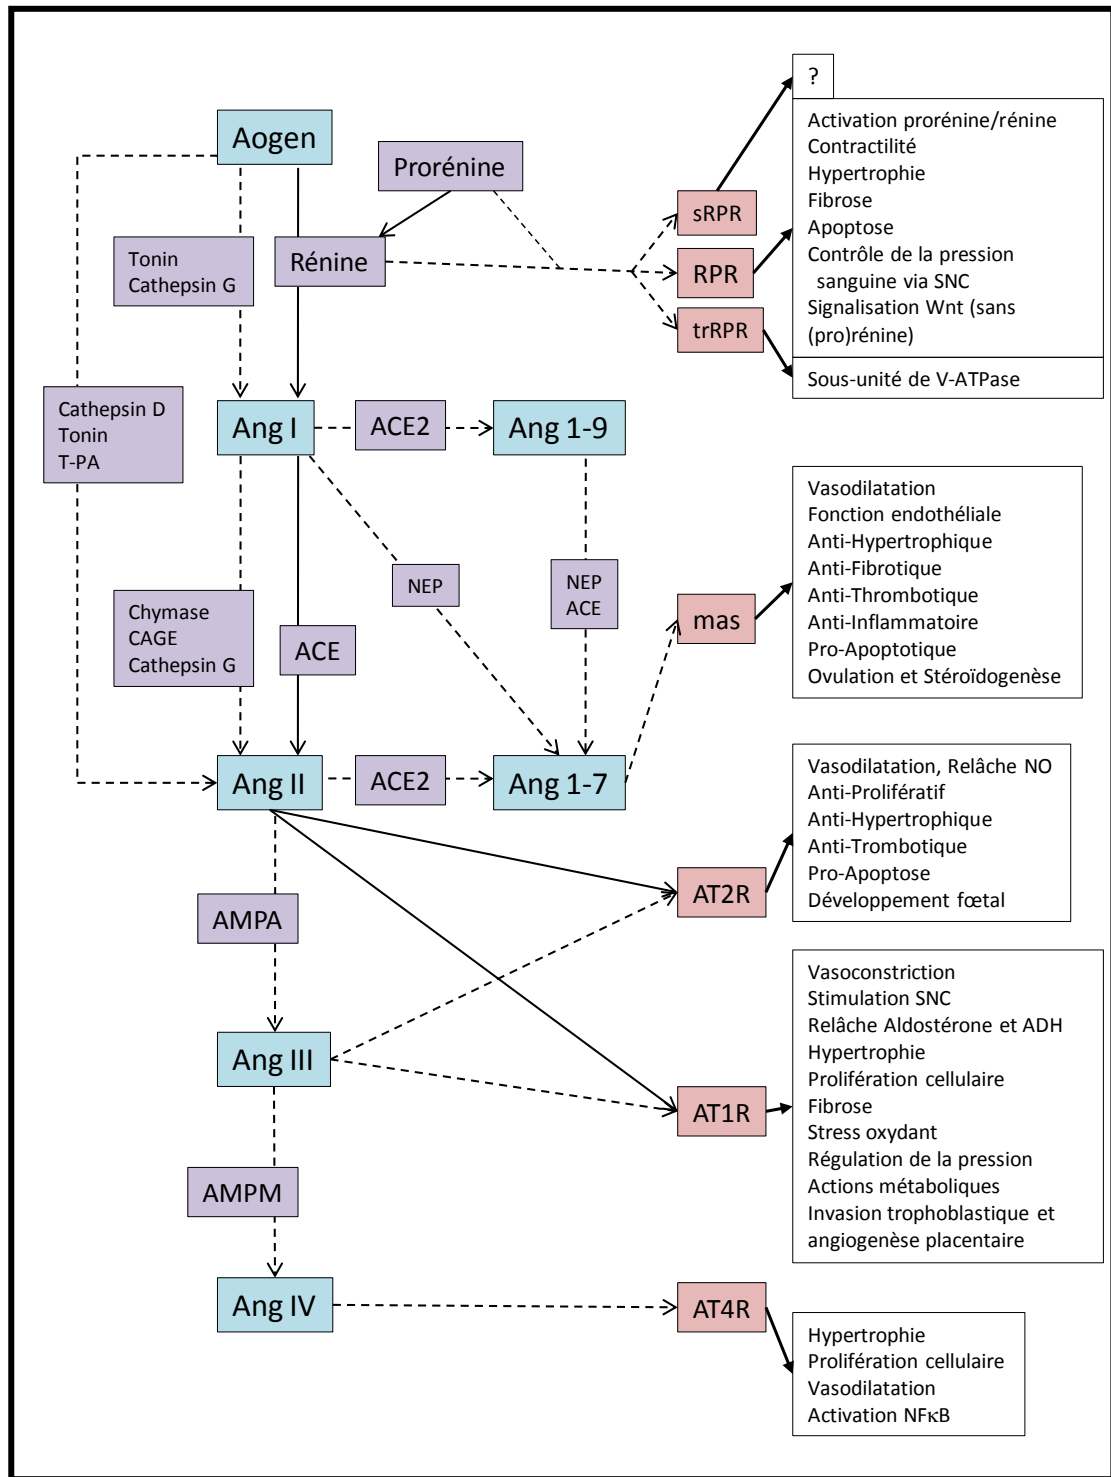 ?
Aogen
Prorénine
Activation prorénine/rénine
Contractilité
Hypertrophie
Fibrose
Apoptose
Contrôle de la pression
sanguine via SNC
Signalisation Wnt (sans
(pro)rénine)
sRPR
Tonin
Cathepsin G
Rénine
RPR
trRPR
Sous-unité de V-ATPase
Cathepsin D
Tonin
T-PA
Ang I
ACE2
Ang 1-9
Vasodilatation
Fonction endothéliale
Anti-Hypertrophique
Anti-Fibrotique
Anti-Thrombotique
Anti-Inflammatoire
Pro-Apoptotique
Ovulation et Stéroïdogenèse
NEP
NEP
ACE
Chymase
CAGE
Cathepsin G
ACE
mas
Ang II
ACE2
Ang 1-7
Vasodilatation, Relâche NO
Anti-Prolifératif
Anti-Hypertrophique
Anti-Trombotique
Pro-Apoptose
Développement fœtal
AT2R
AMPA
Vasoconstriction
Stimulation SNC
Relâche Aldostérone et ADH
Hypertrophie
Prolifération cellulaire
Fibrose
Stress oxydant
Régulation de la pression
Actions métaboliques
Invasion trophoblastique et
angiogenèse placentaire
Ang III
AT1R
AMPM
Ang IV
AT4R
Hypertrophie
Prolifération cellulaire
Vasodilatation
Activation NFκB